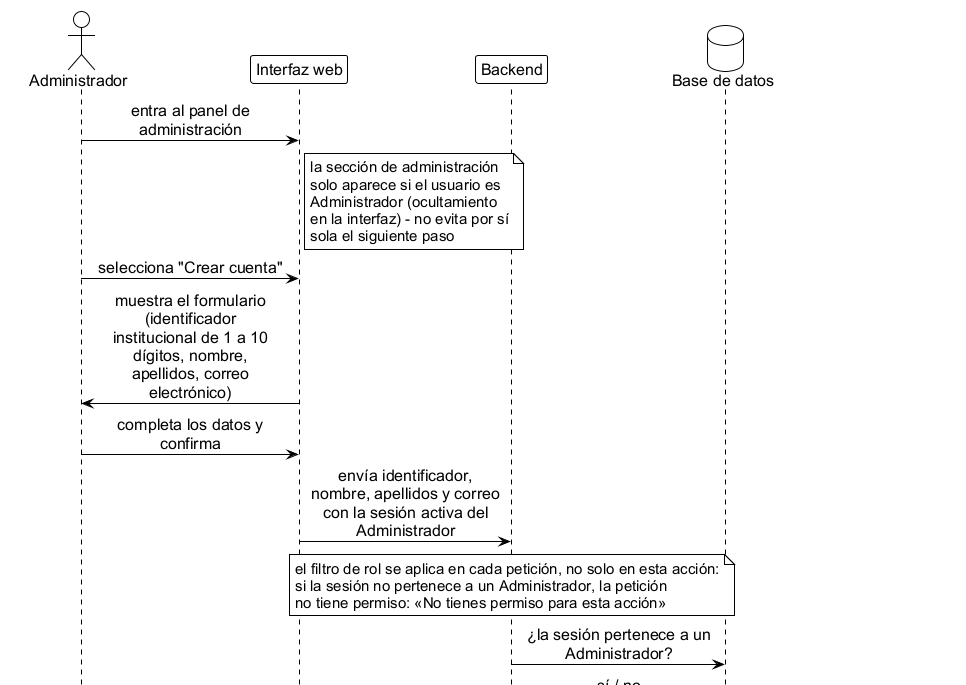 Administrador
Interfaz web
Backend
Base de datos
entra al panel de
administración
la sección de administración
solo aparece si el usuario es
Administrador (ocultamiento
en la interfaz) - no evita por sí
sola el siguiente paso
selecciona "Crear cuenta"
muestra el formulario
(identificador
institucional de 1 a 10
dígitos, nombre,
apellidos, correo
electrónico)
completa los datos y
confirma
envía identificador,
nombre, apellidos y correo
con la sesión activa del
Administrador
el filtro de rol se aplica en cada petición, no solo en esta acción:
si la sesión no pertenece a un Administrador, la petición
no tiene permiso: «No tienes permiso para esta acción»
¿la sesión pertenece a un
Administrador?
sí / no